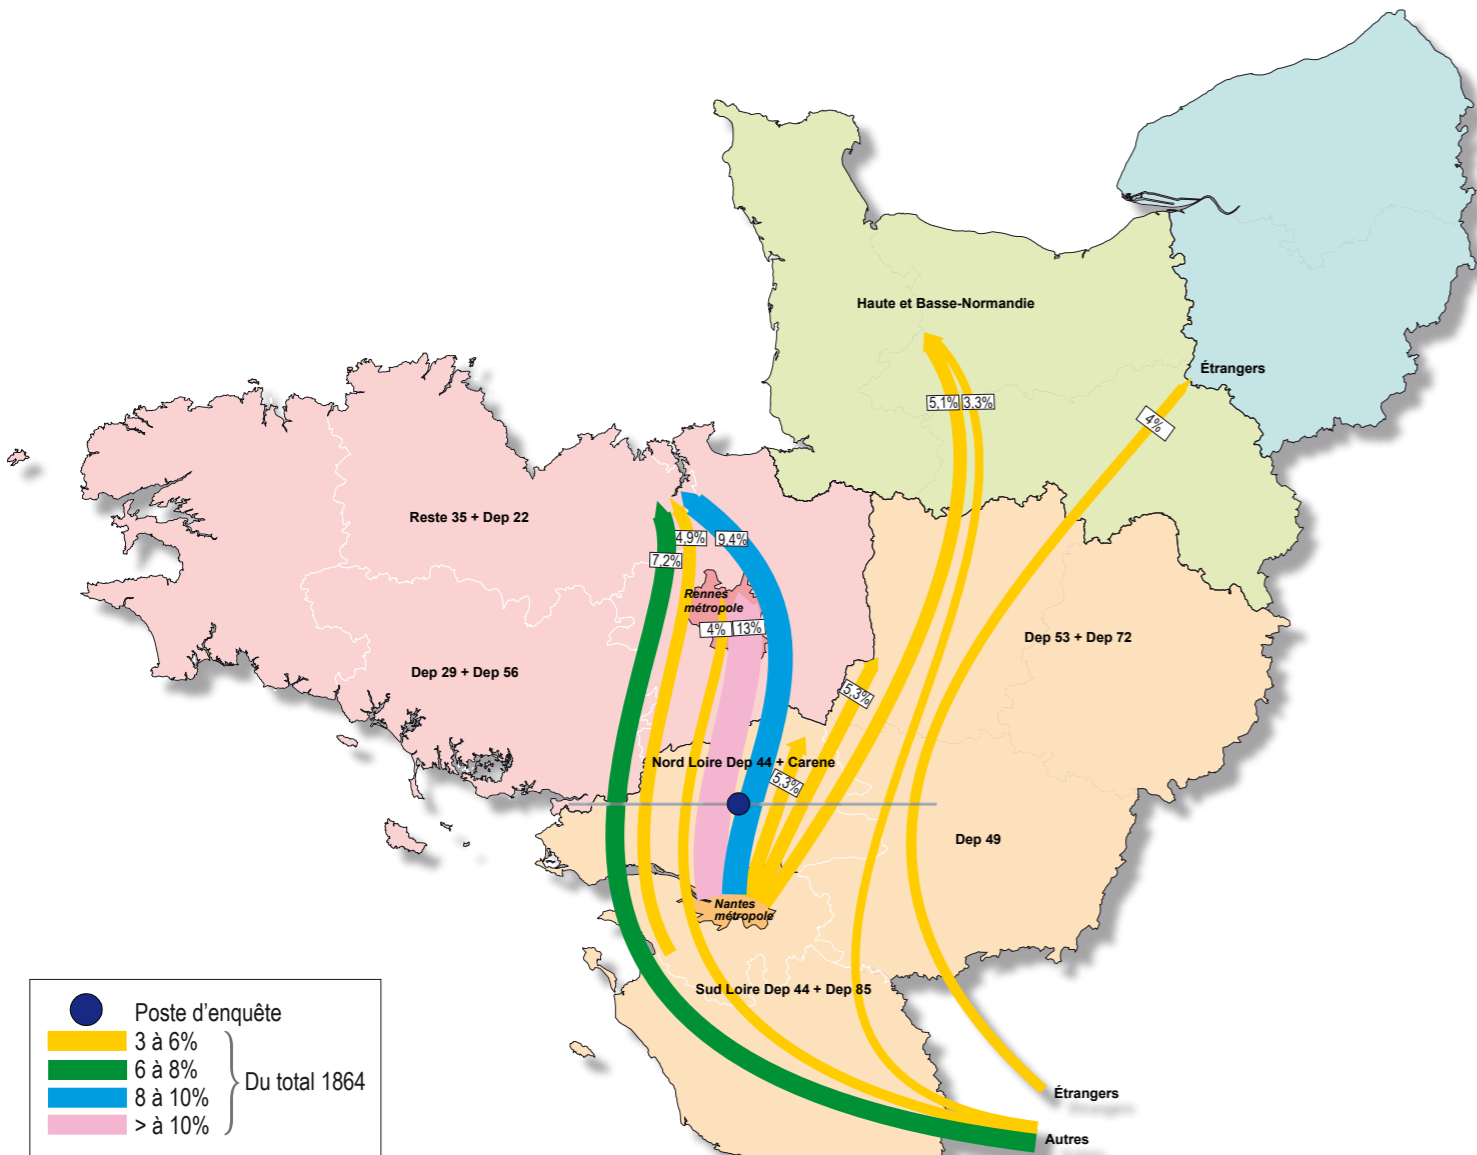 Haute et Basse-Normandie
Étrangers
5,1%
3,3%
4%
Reste 35 + Dep 22
4,9%
9,4%
7,2%
Rennes
métropole
4%
13%
Dep 53 + Dep 72
Dep 29 + Dep 56
5.3%
Nord Loire Dep 44 + Carene
5.3%
Dep 49
Nantes
métropole
Sud Loire Dep 44 + Dep 85
Étrangers
Autres
Poste d'enquête
3 à 6%
6 à 8%
8 à 10%
> à 10%
Du total 1864